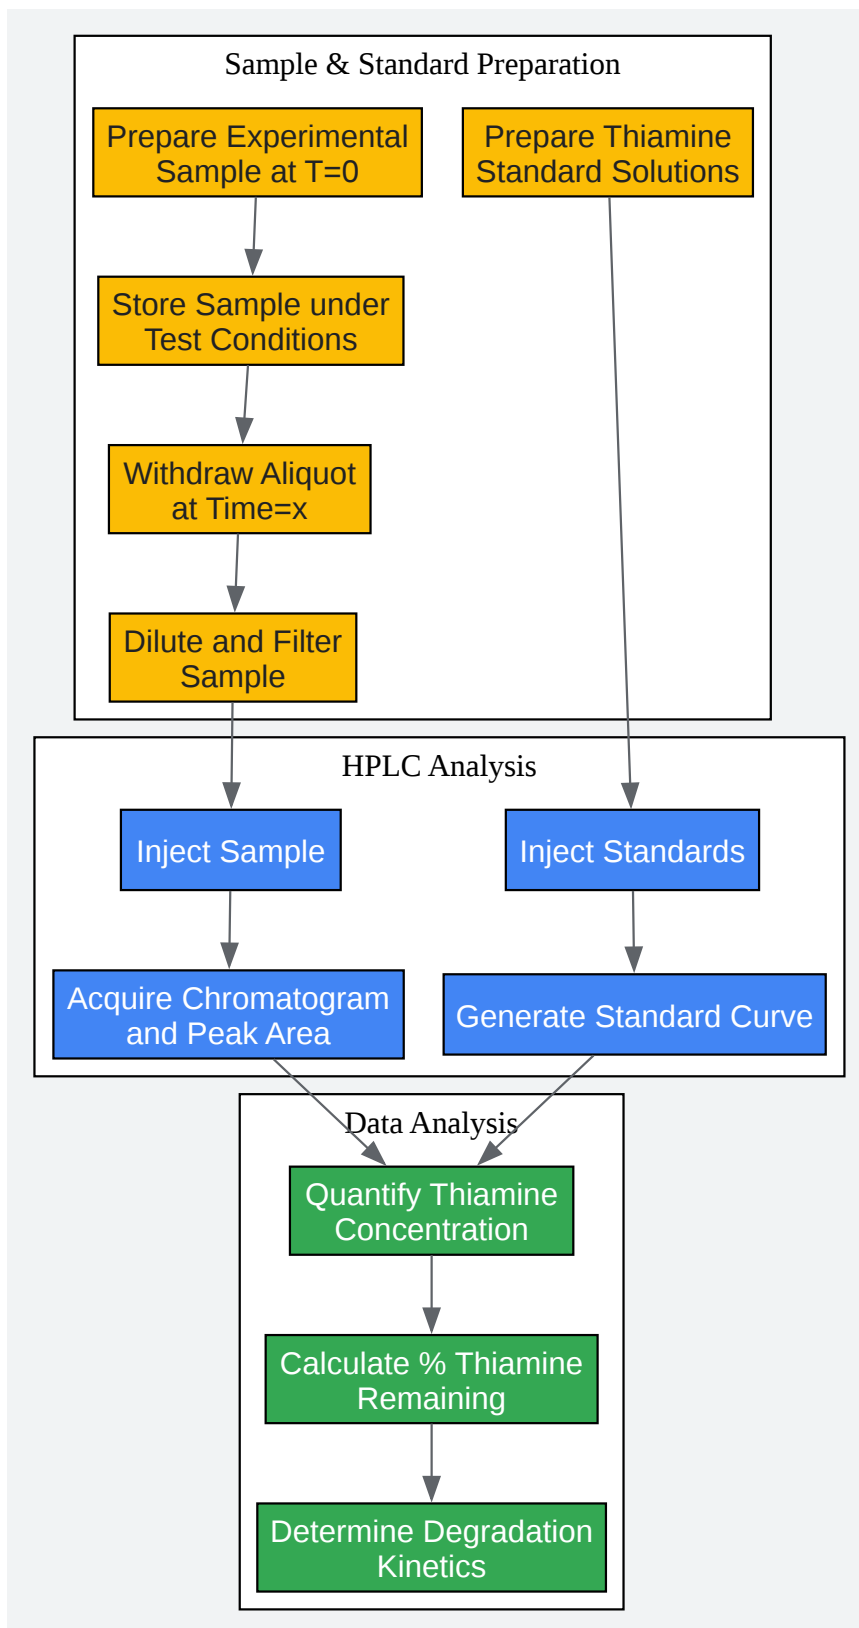 Sample & Standard Preparation
Prepare Experimental
Sample at T=0
Prepare Thiamine
Standard Solutions
Store Sample under
Test Conditions
Withdraw Aliquot
at Time=x
Dilute and Filter
Sample
HPLC Analysis
Inject Sample
Inject Standards
Acquire Chromatogram
and Peak Area
Generate Standard Curve
Data Analysis
Quantify Thiamine
Concentration
Calculate % Thiamine
Remaining
Determine Degradation
Kinetics